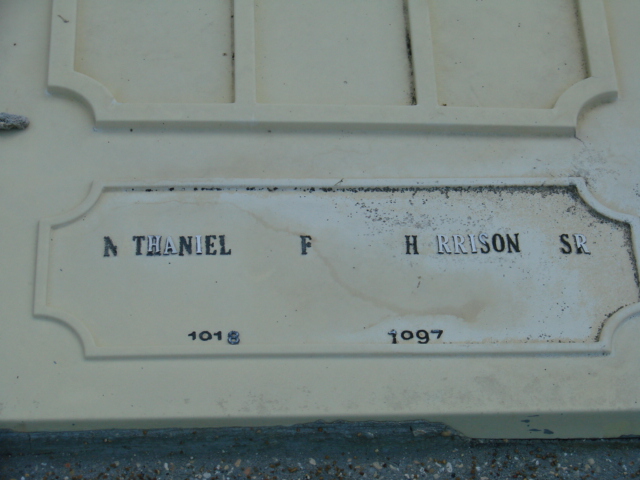 N THANIEL F H RRISON SR
1018 1097